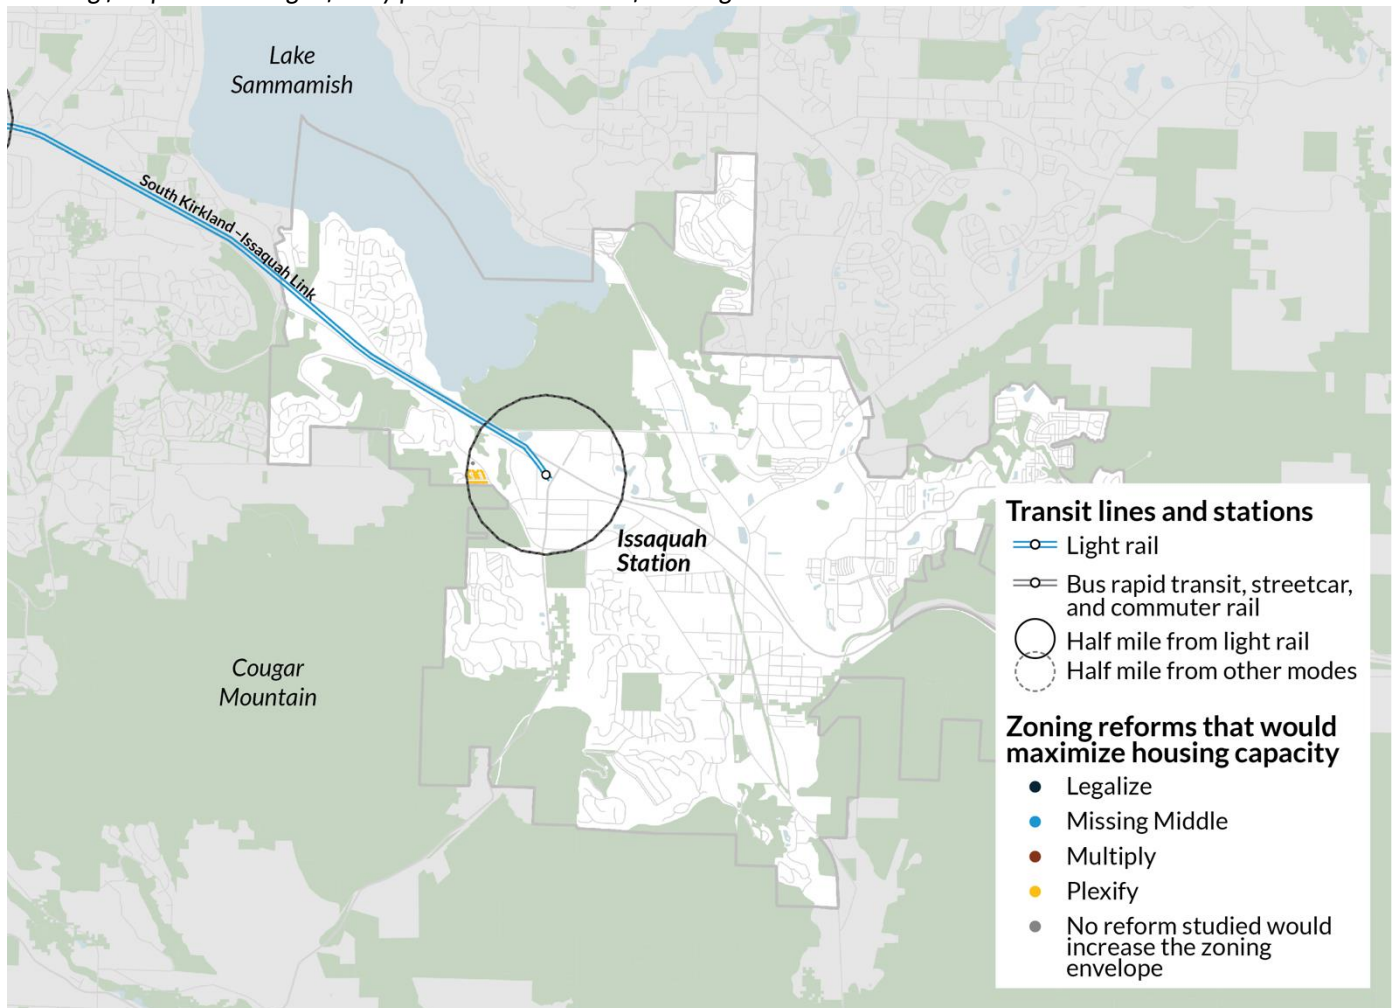 Lake
Sammamish
South Kirkland –Issaquah Link
Issaquah
Station
Cougar
Mountain
Transit lines and stations
Light rail
Bus rapid transit, streetcar,
and commuter rail
Half mile from light rail
Half mile from other modes
Zoning reforms that would
maximize housing capacity
Legalize
Missing Middle
Multiply
Plexify
No reform studied would
increase the zoning
envelope